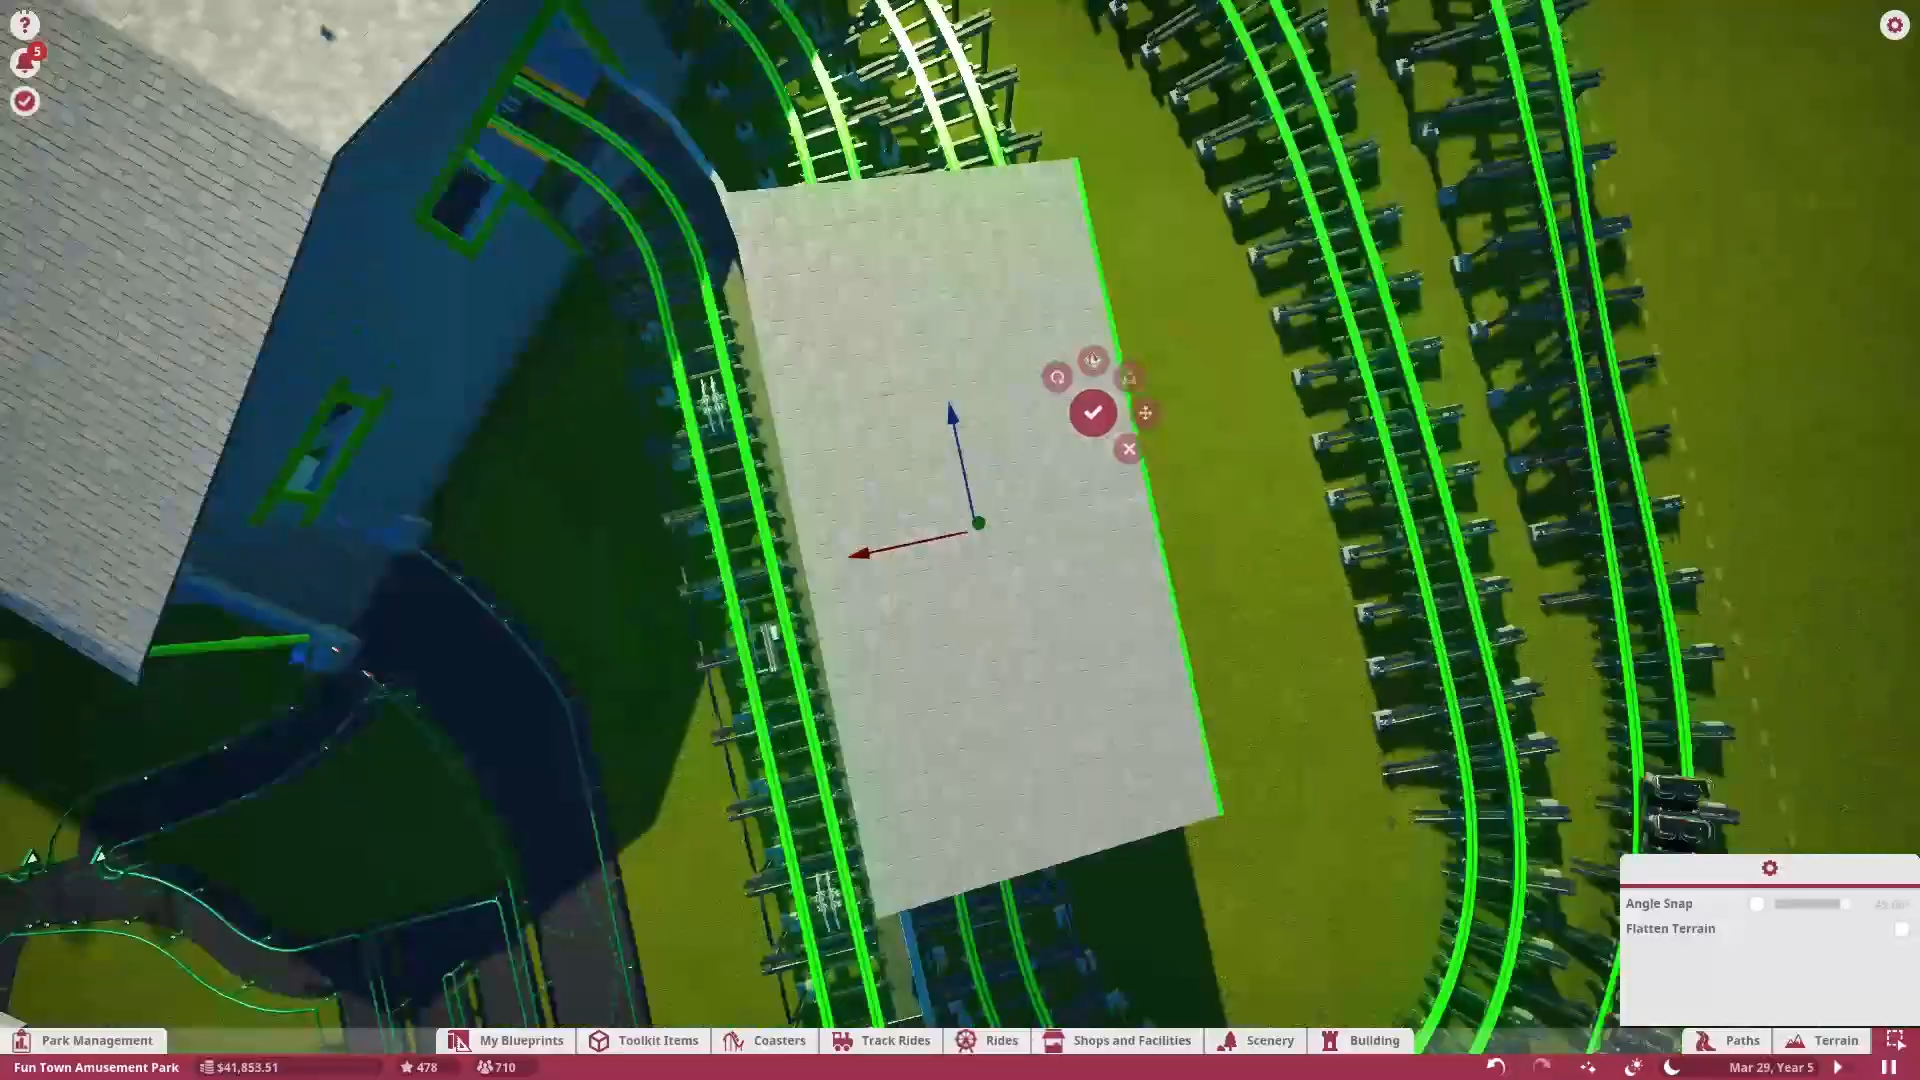 ?
5
Angle Snap
Flatten Terrain
Park Management
My Blueprints
Toolkit Items
Coasters
Track Rides
Rides
Shops and Facilities
Scenery
Building
Paths
Terrain
Fun Town Amusement Park
$41,853.51
478
710
Mar 29, Year 5